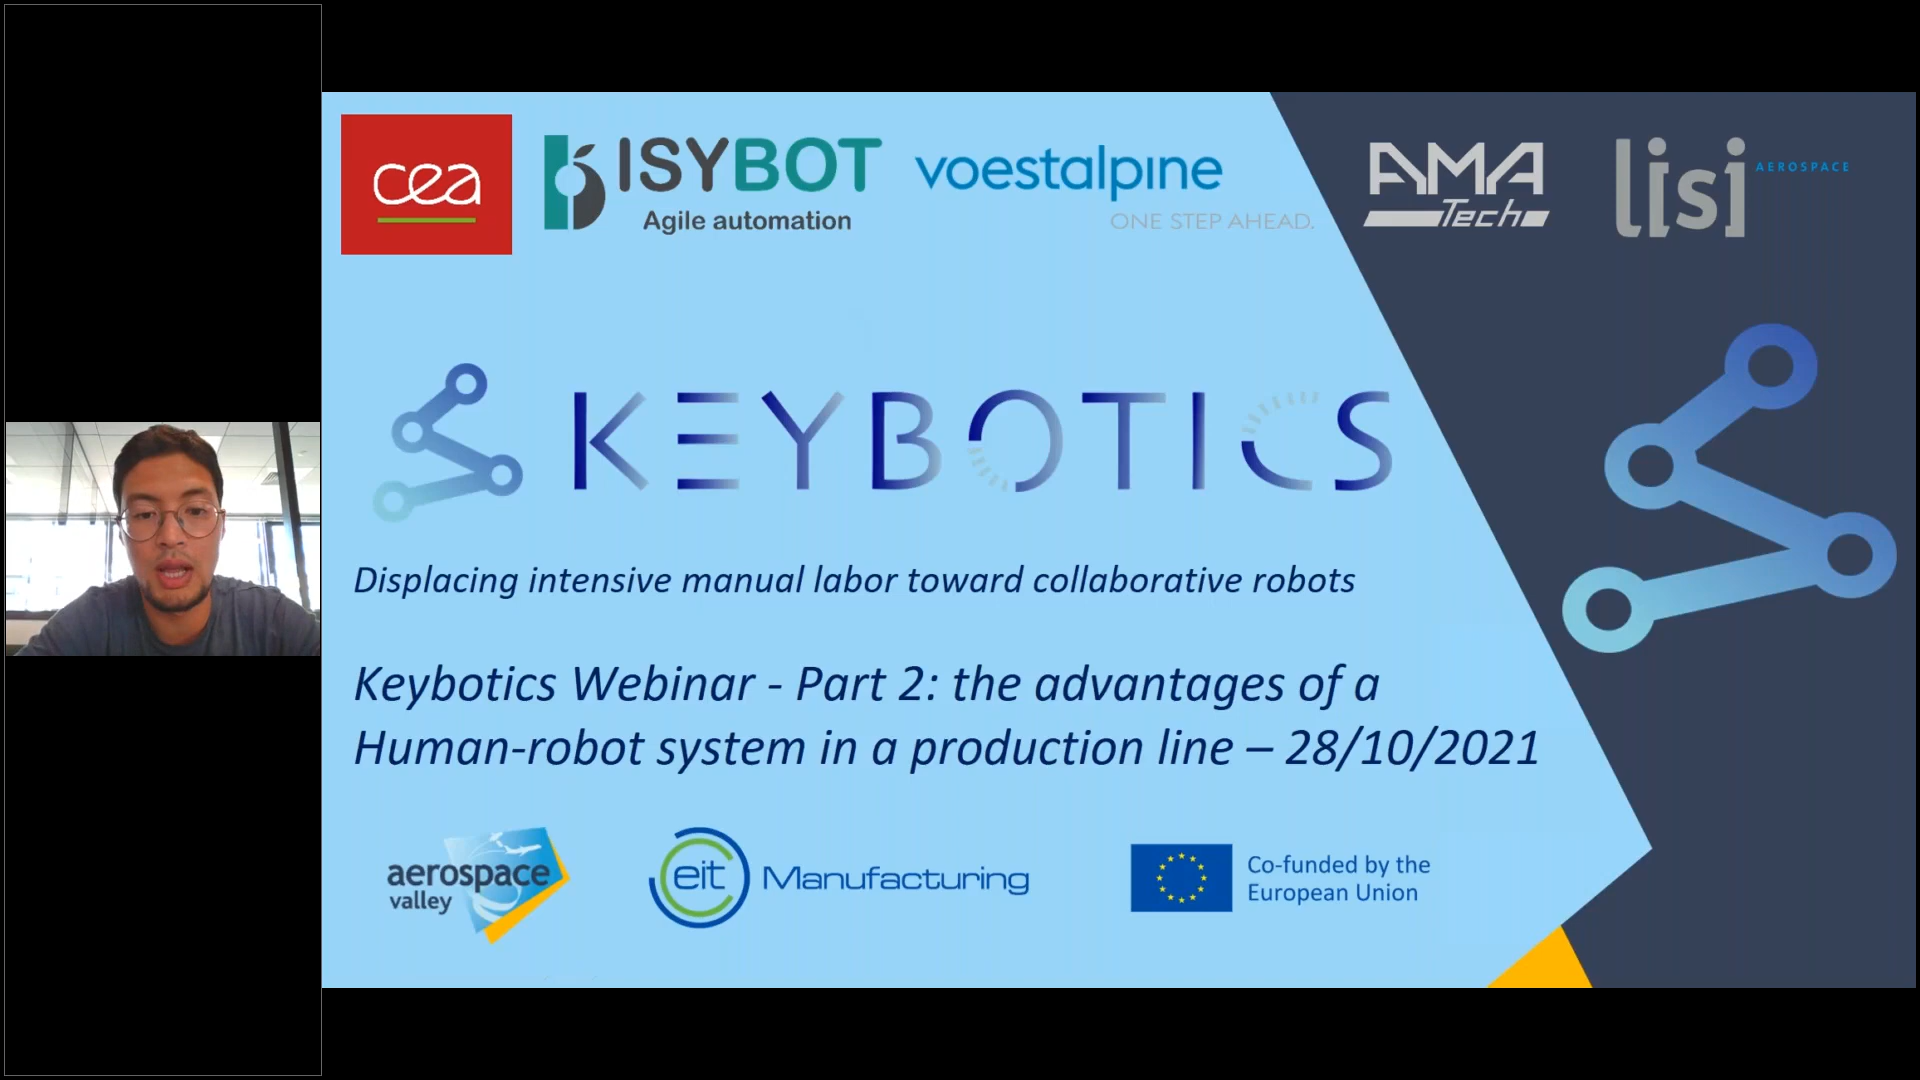 cea
ISYBOT
Agile automation
voestalpine
ONE STEP AHEAD.
AMA
Tech
lisi
AEROSPACE
KEYBOTICS
Displacing intensive manual labor toward collaborative robots
Keybotics Webinar - Part 2: the advantages of a
Human-robot system in a production line – 28/10/2021
aerospace
valley
eit Manufacturing
Co-funded by the
European Union